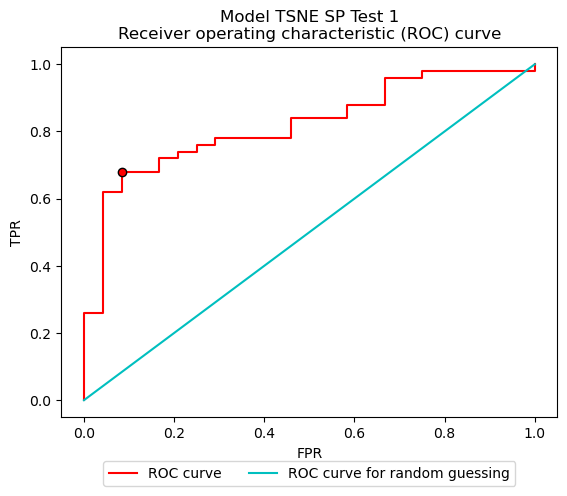 Model TSNE SP Test 1
Receiver operating characteristic (ROC) curve
TPR
1.0
0.8
0.6
0.4
0.2
0.0
0.0 0.2 0.4 0.6 0.8 1.0
FPR
ROC curve ROC curve for random guessing